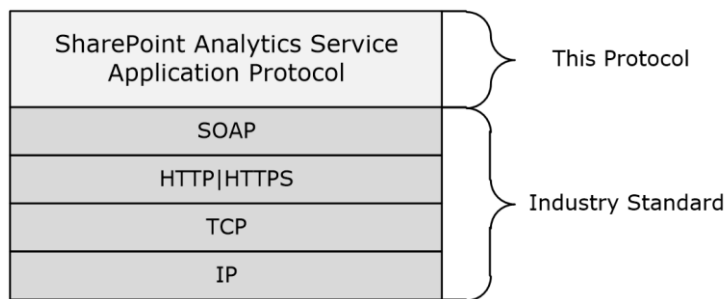 SharePoint Analytics Service
Application Protocol
This Protocol
SOAP
HTTP|HTTPS
TCP
IP
Industry Standard